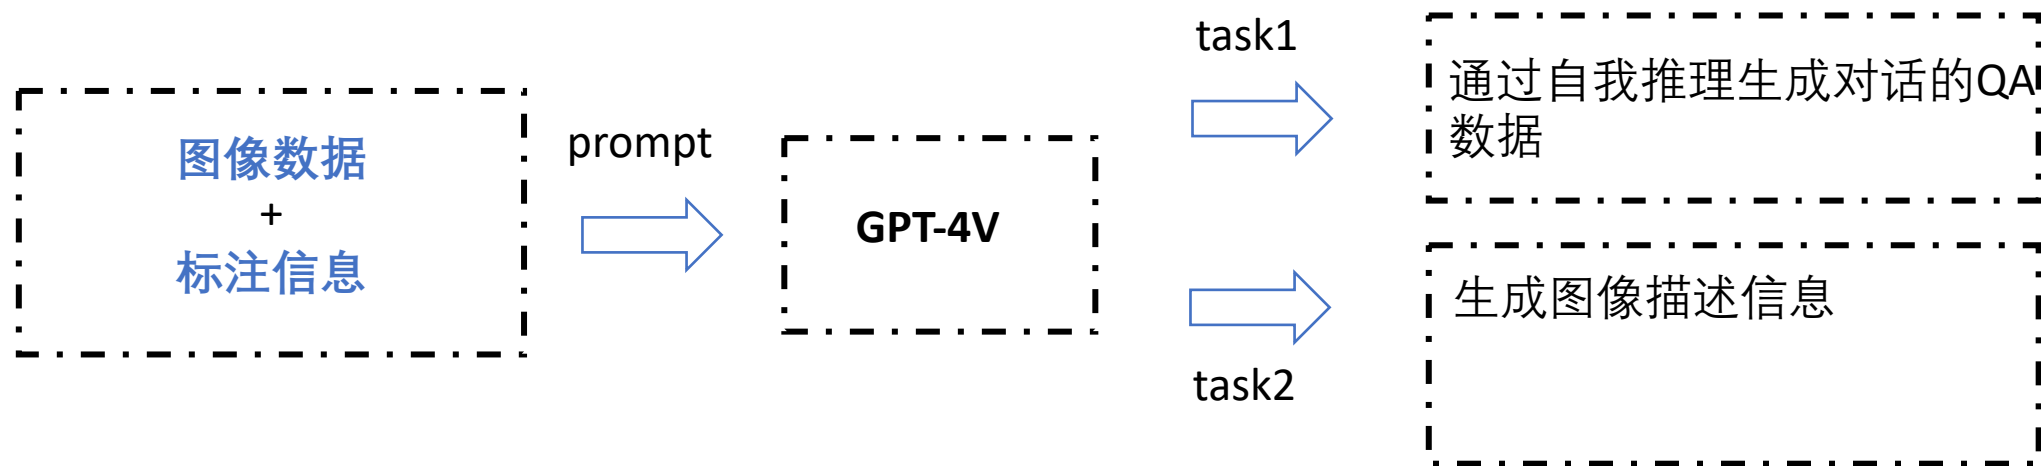 图像数据
+
标注信息
prompt
GPT-4V
task1
通过自我推理生成对话的QA
数据
task2
生成图像描述信息